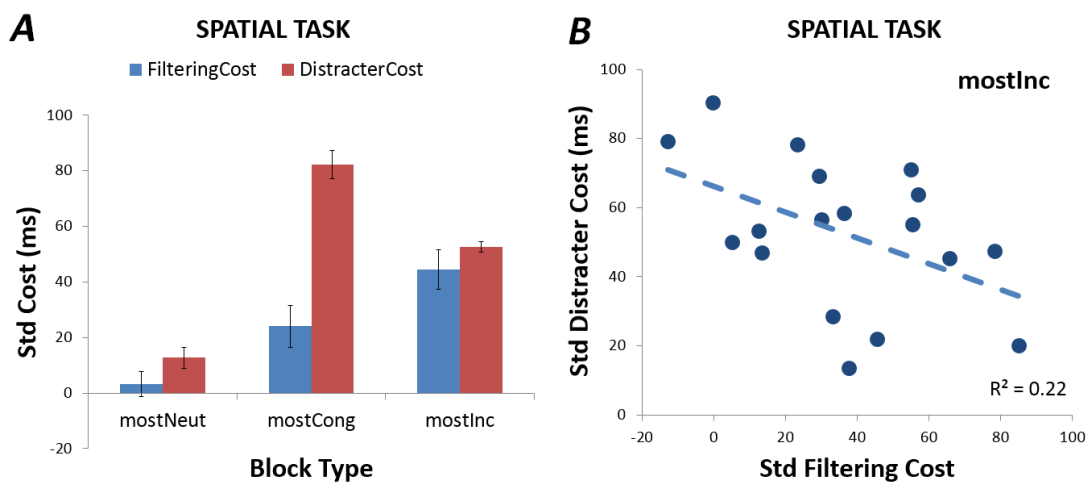 A
SPATIAL TASK
FilteringCost DistracterCost
Std Cost (ms)
100
80
60
40
20
0
-20
mostNeut mostCong mostInc
Block Type
B
SPATIAL TASK
mostInc
Std Distracter Cost (ms)
100
80
60
40
20
0
R² = 0.22
-20 0 20 40 60 80 100
Std Filtering Cost